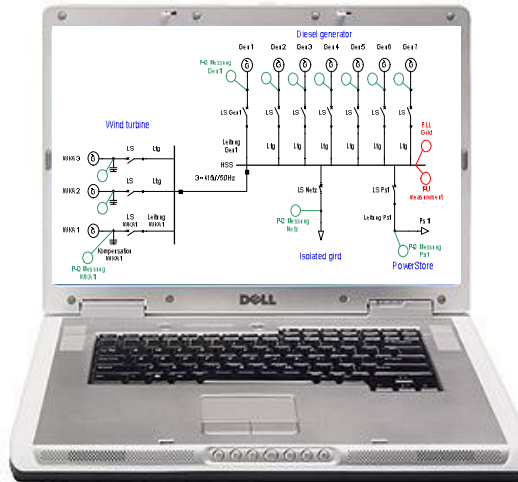 Diesel generator
Gen1 Gen2 Gen3 Gen4 Gen5 Gen6 Gen7
P-Q Messung
Gen1
LS Gen1 LS LS LS LS LS LS
PLL
Grid
Wind turbine
Leitung
Gen1
Ltg Ltg Ltg Ltg Ltg Ltg
HSS
LS Ltg
WKA3
3~
/50Hz
measurement
LS Ltg
WKA2
LS Netz
LS Ps1
LS
WKA1
Leitung
WKA1
WKA1
P-Q Messung
Netz
Leitung Ps1
Ps1
Kompensation
WKA1
P-Q Messung
WKA1
P-Q Messung
Ps1
Isolated gird
PowerStore
DELL